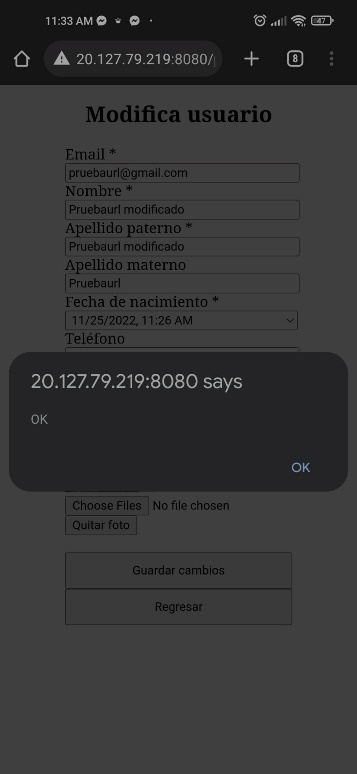 11:33 AM
47
20.127.79.219:8080/
8
Modifica usuario
Email *
pruebaurl@gmail.com
Nombre *
Pruebaurl modificado
Apellido paterno *
Pruebaurl modificado
Apellido materno
Pruebaurl
Fecha de nacimiento *
11/25/2022, 11:26 AM
Teléfono
20.127.79.219:8080 says
OK
OK
Choose Files No file chosen
Quitar foto
Guardar cambios
Regresar